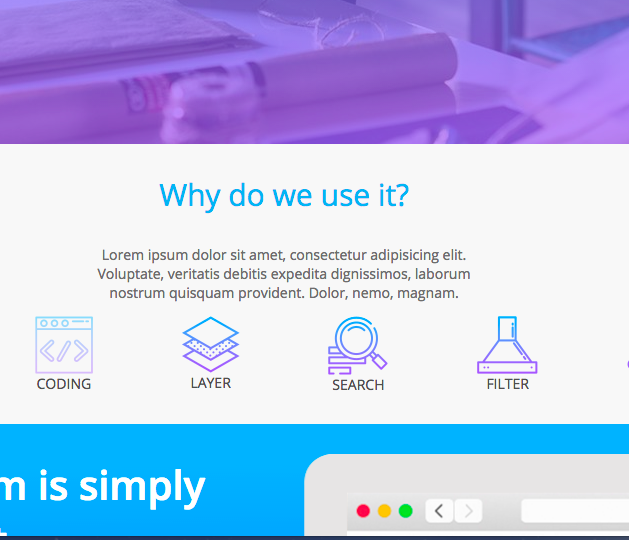 Why do we use it?
Lorem ipsum dolor sit amet, consectetur adipisicing elit.
Voluptate, veritatis debitis expedita dignissimos, laborum
nostrum quisquam provident. Dolor, nemo, magnam.
CODING
LAYER
SEARCH
FILTER
m is simply